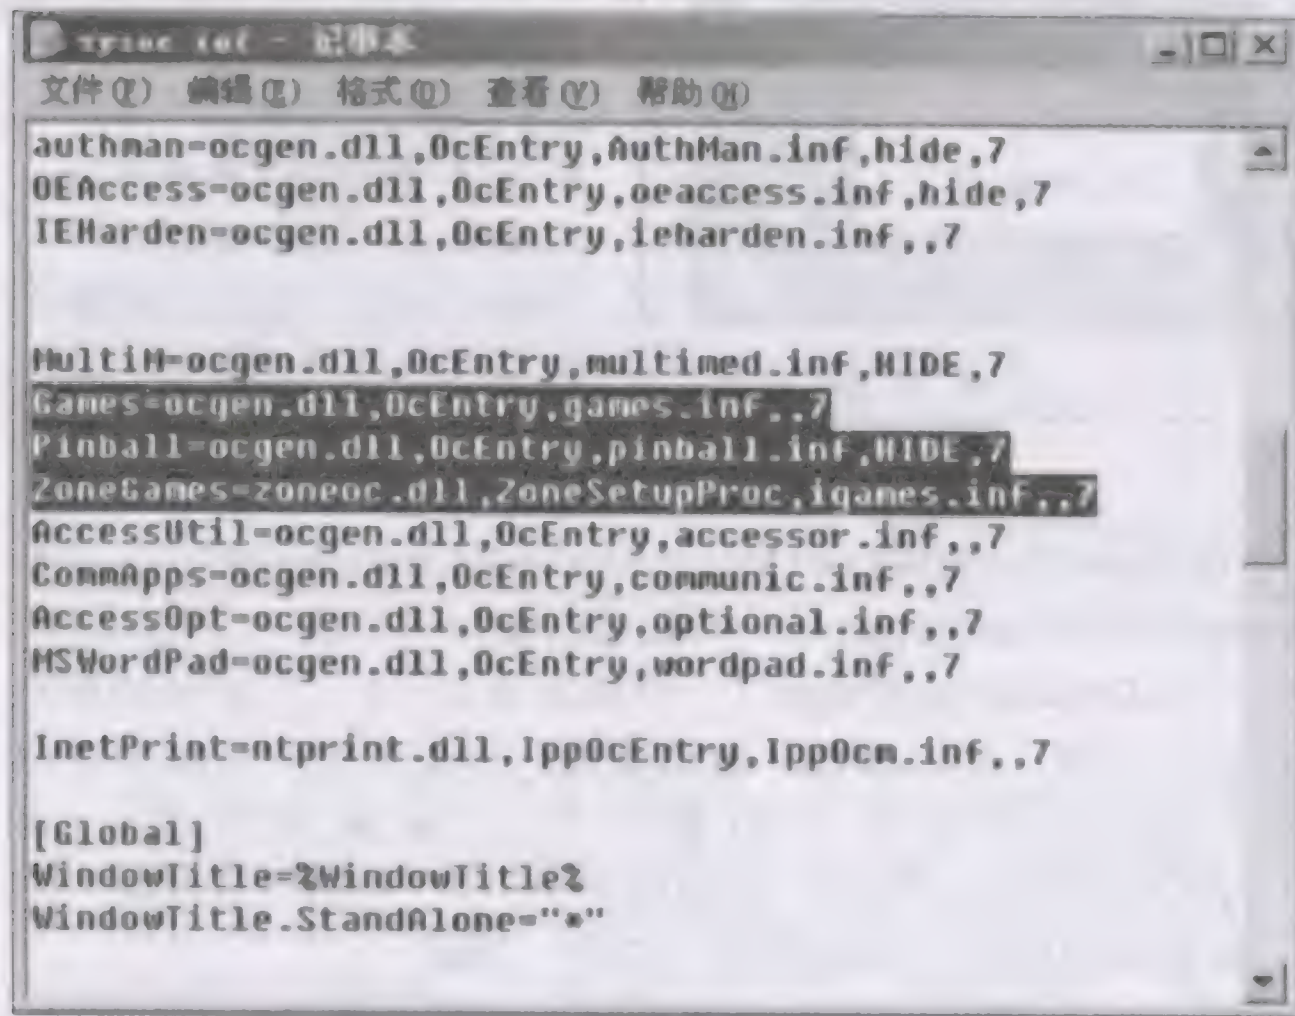 sysoc.inf - 记事本
文件(F) 编辑(E) 格式(O) 查看(V) 帮助(H)
authman=ocgen.dll,OcEntry,AuthMan.inf,hide,7
OEAccess=ocgen.dll,OcEntry,oeaccess.inf,hide,7
IEHarden=ocgen.dll,OcEntry,ieharden.inf,,7
MultiM=ocgen.dll,OcEntry,multimed.inf,HIDE,7
Games=ocgen.dll,OcEntry,games.inf,,7
Pinball=ocgen.dll,OcEntry,pinball.inf,HIDE,7
ZoneGames=zoneoc.dll,ZoneSetupProc,igames.inf,,7
AccessUtil=ocgen.dll,OcEntry,accessor.inf,,7
CommApps=ocgen.dll,OcEntry,communic.inf,,7
AccessOpt=ocgen.dll,OcEntry,optional.inf,,7
MSWordPad=ocgen.dll,OcEntry,wordpad.inf,,7
InetPrint=ntprint.dll,IppOcEntry,IppOcm.inf,,7
[Global]
WindowTitle=%WindowTitle%
WindowTitle.StandAlone="*"